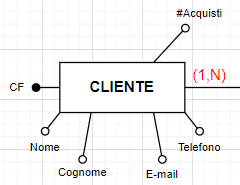 #Acquisti
(1,N)
CF
CLIENTE
Nome
Telefono
Cognome
E-mail